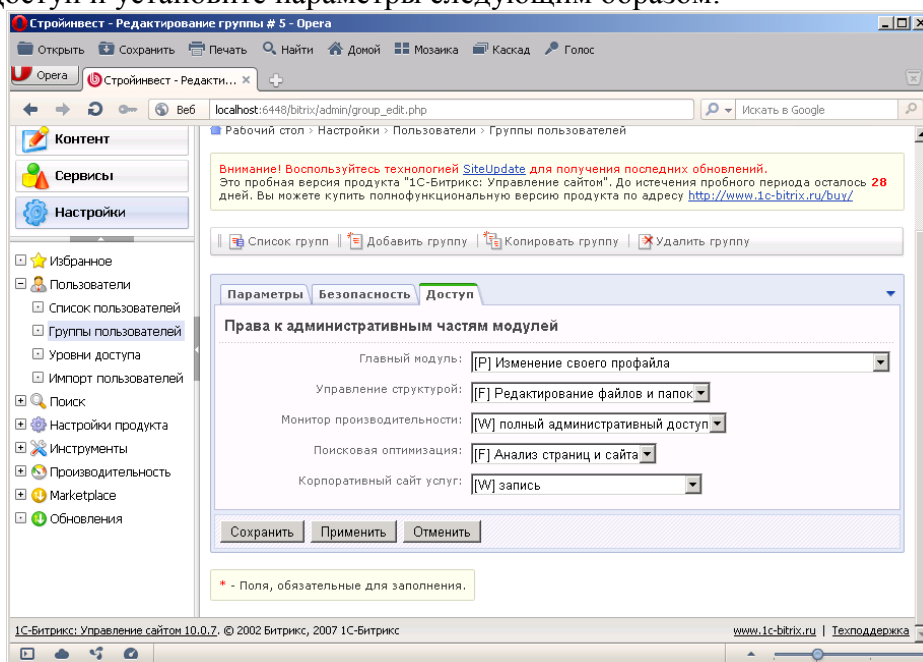 доступ и установите параметры следующим образом:
Стройинвест - Редактирование группы # 5 - Opera
Открыть Сохранить Печать Найти Домой Мозаика Каскад Голос
Opera Стройинвест - Редакти... ×
Веб localhost:6448/bitrix/admin/group_edit.php Искать в Google
Контент
Сервисы
Настройки
Избранное
Пользователи
Список пользователей
Группы пользователей
Уровни доступа
Импорт пользователей
Поиск
Настройки продукта
Инструменты
Производительность
Marketplace
Обновления
Рабочий стол › Настройки › Пользователи › Группы пользователей
Внимание! Воспользуйтесь технологией SiteUpdate для получения последних обновлений.
Это пробная версия продукта "1С-Битрикс: Управление сайтом". До истечения пробного периода осталось 28
дней. Вы можете купить полнофункциональную версию продукта по адресу http://www.1c-bitrix.ru/buy/
Список групп Добавить группу Копировать группу Удалить группу
Параметры Безопасность Доступ
Права к административным частям модулей
Главный модуль: [P] Изменение своего профайла
Управление структурой: [F] Редактирование файлов и папок
Монитор производительности: [W] полный административный доступ
Поисковая оптимизация: [F] Анализ страниц и сайта
Корпоративный сайт услуг: [W] запись
Сохранить Применить Отменить
* - Поля, обязательные для заполнения.
1С-Битрикс: Управление сайтом 10.0.7. © 2002 Битрикс, 2007 1С-Битрикс www.1c-bitrix.ru | Техподдержка